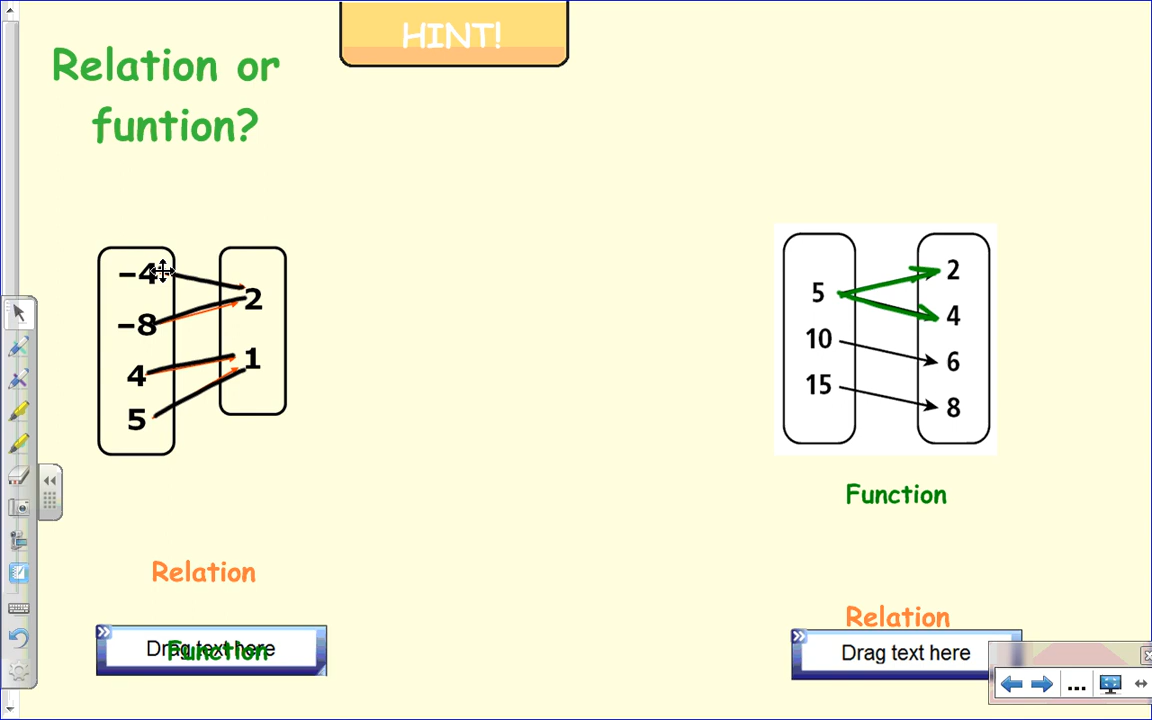 HINT!
Relation or
funtion?
-4
-8
4
5
2
1
5
10
15
2
4
6
8
Function
Relation
Relation
Drag text here
Function
Drag text here
...